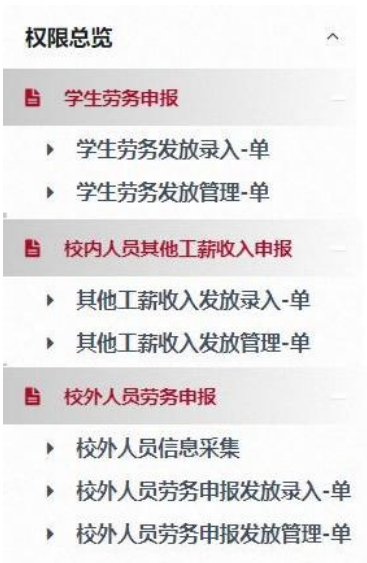 权限总览
学生劳务申报
学生劳务发放录入-单
学生劳务发放管理-单
校内人员其他工薪收入申报
其他工薪收入发放录入-单
其他工薪收入发放管理-单
校外人员劳务申报
校外人员信息采集
校外人员劳务申报发放录入-单
校外人员劳务申报发放管理-单